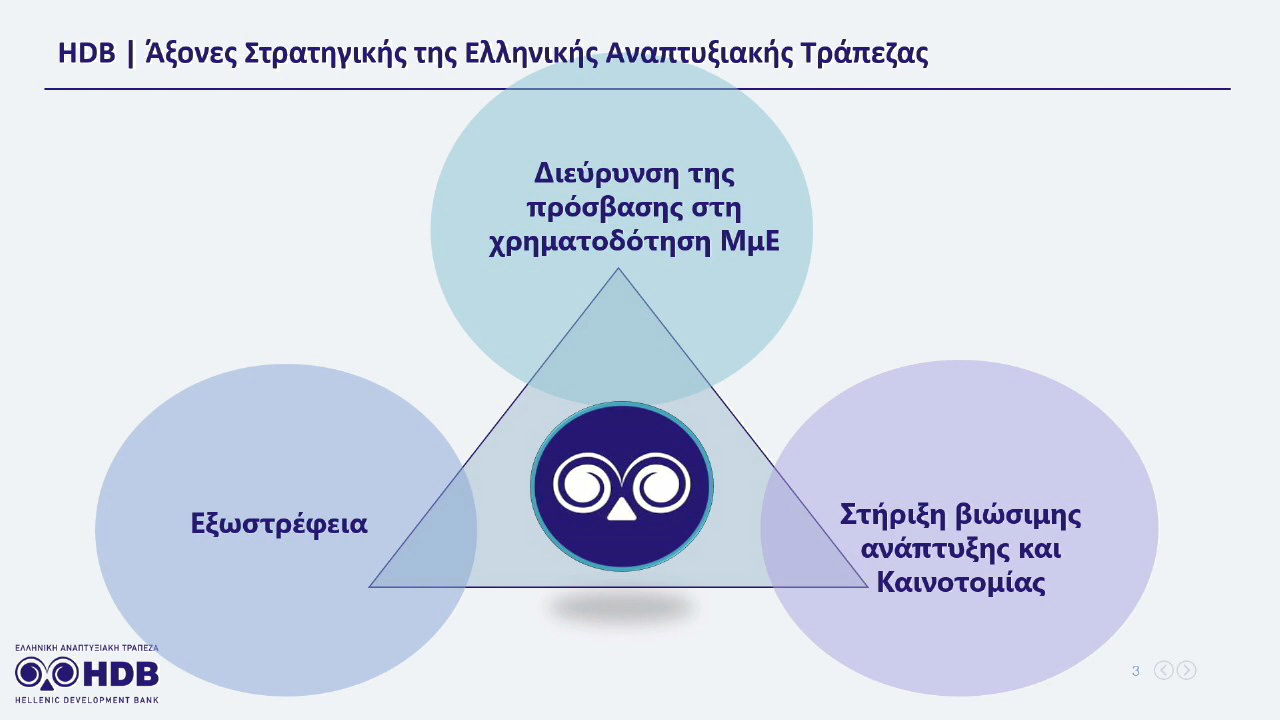 HDB | Άξονες Στρατηγικής της Ελληνικής Αναπτυξιακής Τράπεζας
Διεύρυνση της
πρόσβασης στη
χρηματοδότηση ΜμΕ
Εξωστρέφεια
Στήριξη βιώσιμης
ανάπτυξης και
Καινοτομίας
ΕΛΛΗΝΙΚΗ ΑΝΑΠΤΥΞΙΑΚΗ ΤΡΑΠΕΖΑ
HDB
HELLENIC DEVELOPMENT BANK
3